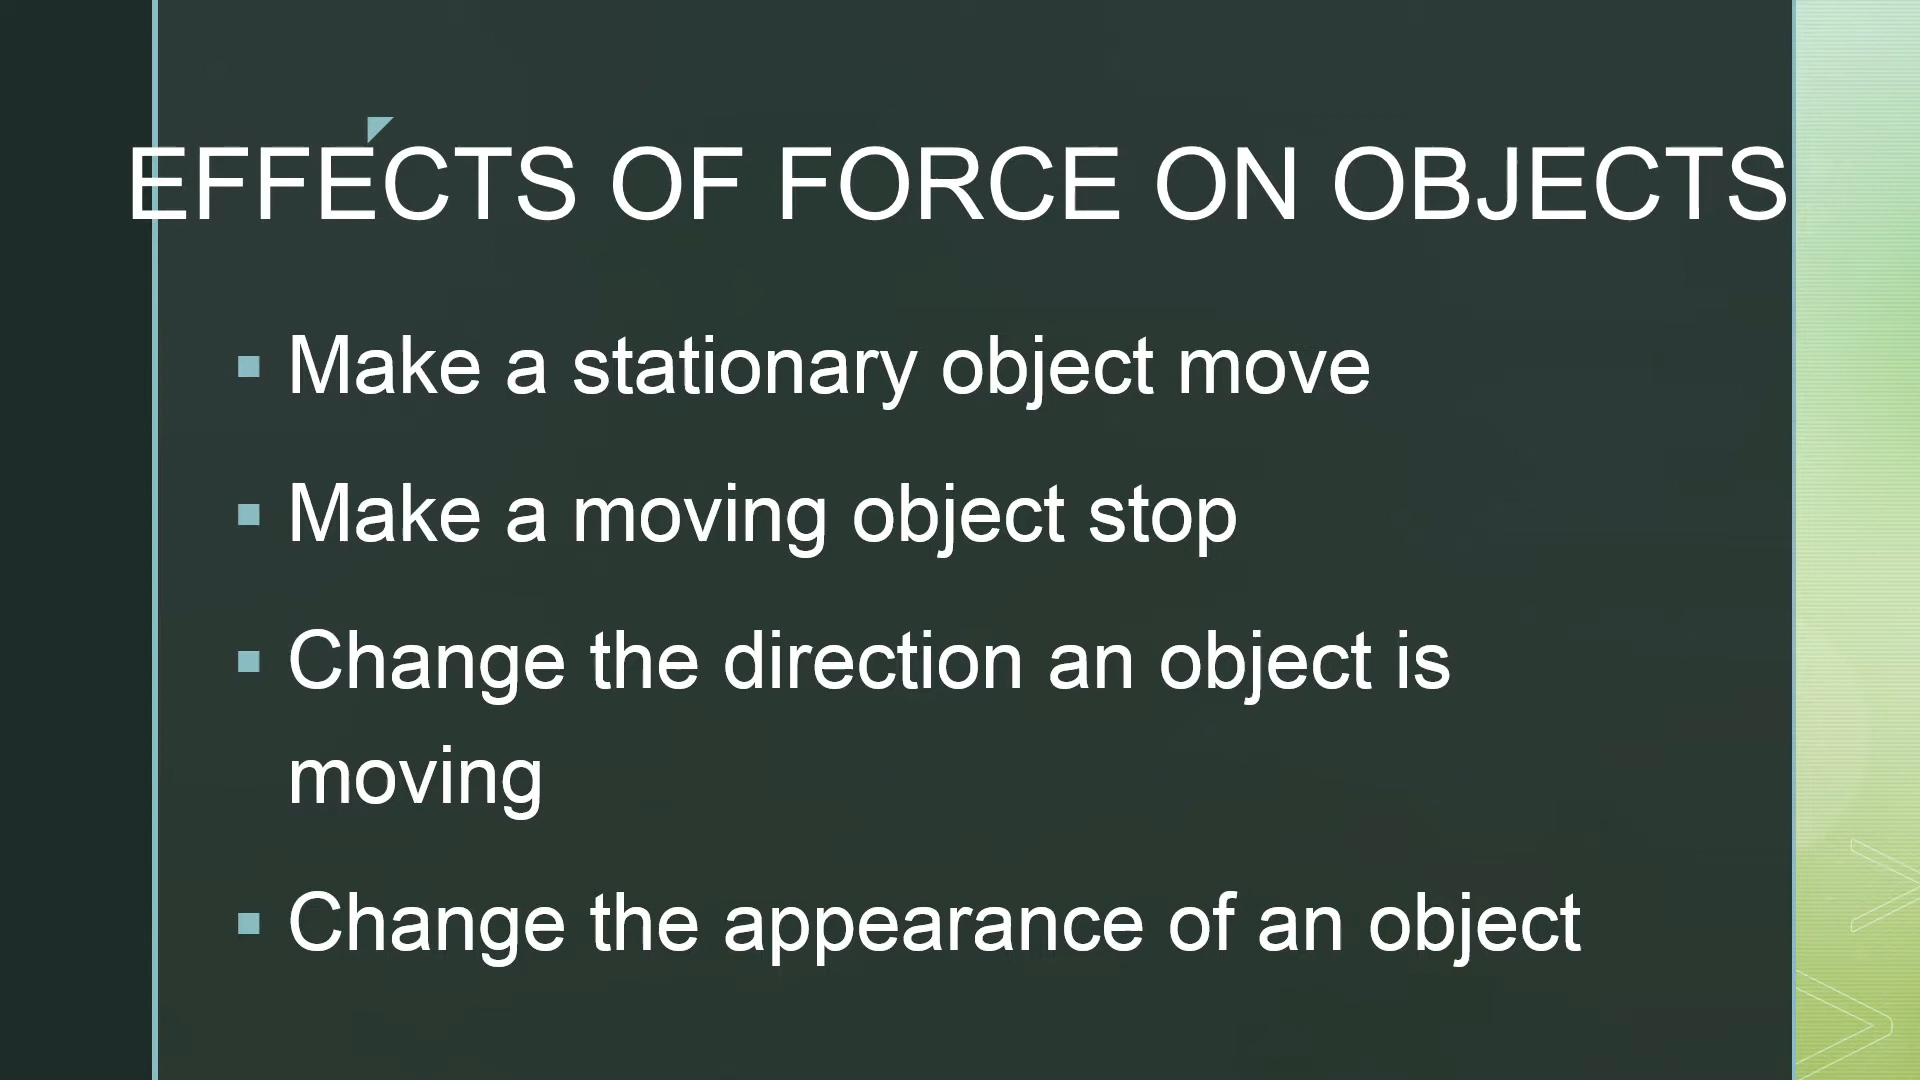 EFFECTS OF FORCE ON OBJECTS
Make a stationary object move
Make a moving object stop
Change the direction an object is
moving
Change the appearance of an object